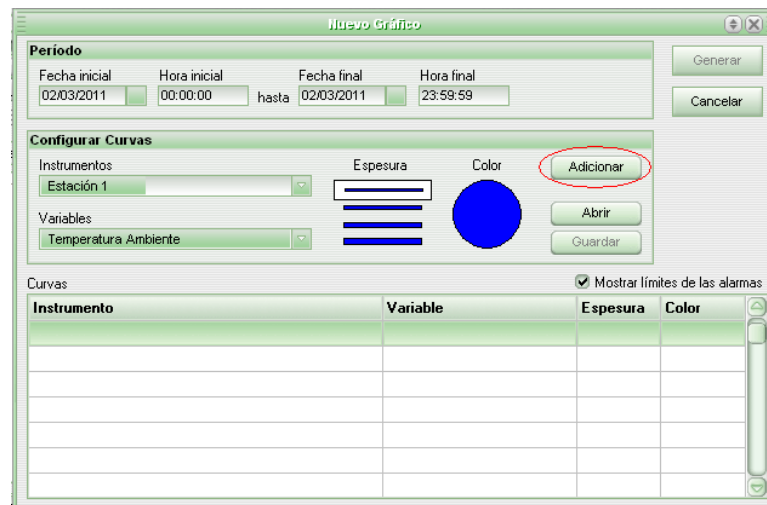 Nuevo Gráfico
Período
Fecha inicial Hora inicial Fecha final Hora final
02/03/2011 00:00:00 hasta 02/03/2011 23:59:59
Generar
Cancelar
Configurar Curvas
Instrumentos Espesura Color
Estación 1
Adicionar
Variables
Temperatura Ambiente
Abrir
Guardar
Curvas
Mostrar límites de las alarmas
Instrumento Variable Espesura Color